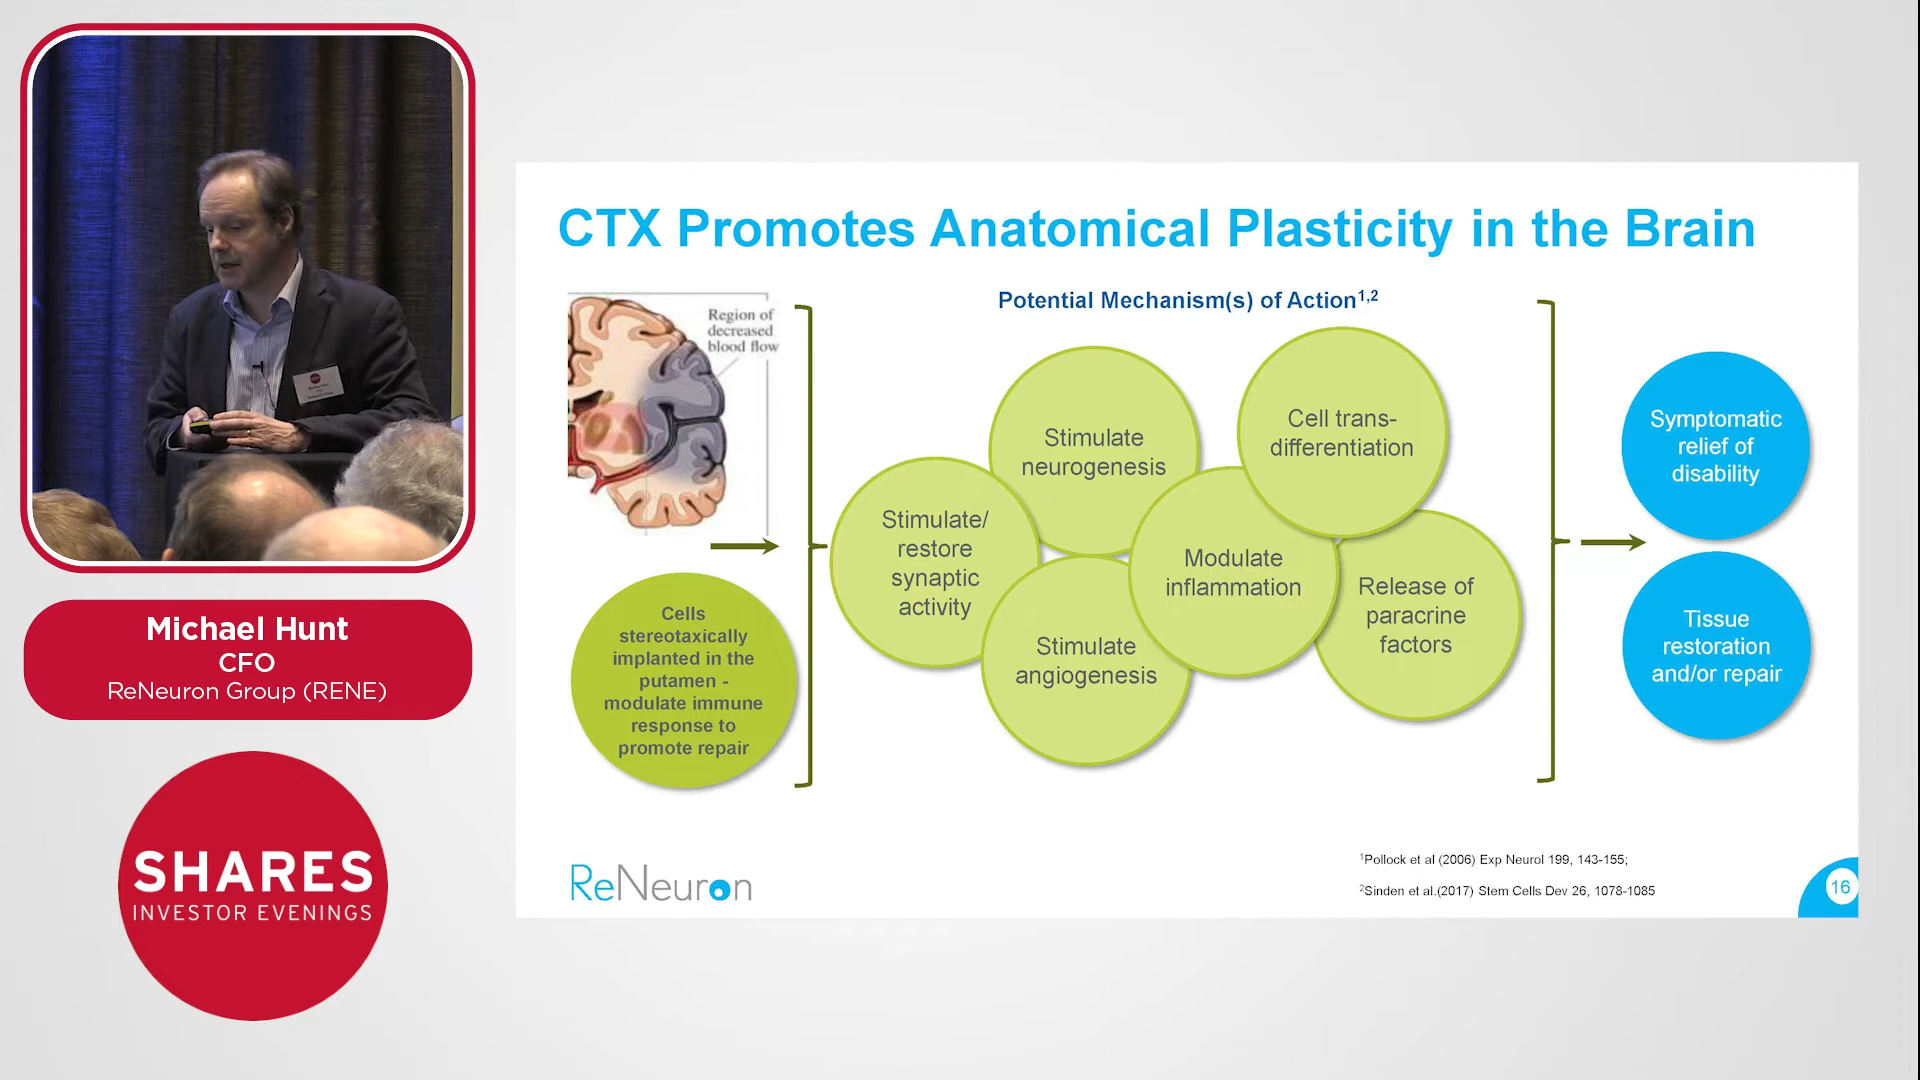 Michael Hunt
CFO
ReNeuron Group (RENE)
SHARES
INVESTOR EVENINGS
CTX Promotes Anatomical Plasticity in the Brain
Potential Mechanism(s) of Action1,2
Region of
decreased
blood flow
Cells
stereotaxically
implanted in the
putamen -
modulate immune
response to
promote repair
Stimulate/
restore
synaptic
activity
Stimulate
neurogenesis
Stimulate
angiogenesis
Modulate
inflammation
Cell trans-
differentiation
Release of
paracrine
factors
Symptomatic
relief of
disability
Tissue
restoration
and/or repair
ReNeuron
1Pollock et al (2006) Exp Neurol 199, 143-155;
2Sinden et al.(2017) Stem Cells Dev 26, 1078-1085
16